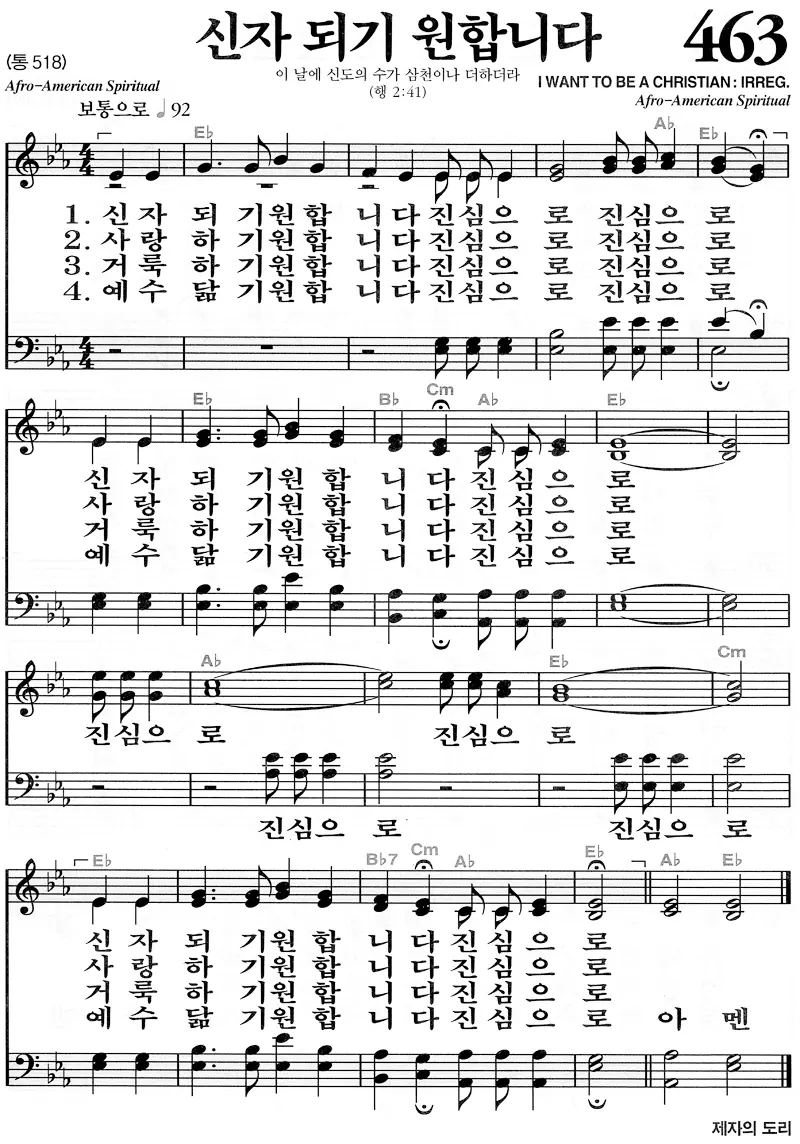 신자 되기 원합니다 463
(통 518)
이 날에 신도의 수가 삼천이나 더하더라
(행 2:41)
I WANT TO BE A CHRISTIAN : IRREG.
Afro-American Spiritual
Afro-American Spiritual
보통으로 ♩92
E♭ A♭ E♭
1. 신 자 되 기 원 합 니 다 진 심 으 로 진 심 으 로
2. 사 랑 하 기 원 합 니 다 진 심 으 로 진 심 으 로
3. 거 룩 하 기 원 합 니 다 진 심 으 로 진 심 으 로
4. 예 수 닮 기 원 합 니 다 진 심 으 로 진 심 으 로
E♭ B♭ Cm A♭ E♭
신 자 되 기 원 합 니 다 진 심 으 로
사 랑 하 기 원 합 니 다 진 심 으 로
거 룩 하 기 원 합 니 다 진 심 으 로
예 수 닮 기 원 합 니 다 진 심 으 로
A♭ E♭ Cm
진 심 으 로 진 심 으 로
진 심 으 로 진 심 으 로
E♭ B♭7 Cm A♭ E♭ A♭ E♭
신 자 되 기 원 합 니 다 진 심 으 로
사 랑 하 기 원 합 니 다 진 심 으 로
거 룩 하 기 원 합 니 다 진 심 으 로
예 수 닮 기 원 합 니 다 진 심 으 로 아 멘
제자의 도리